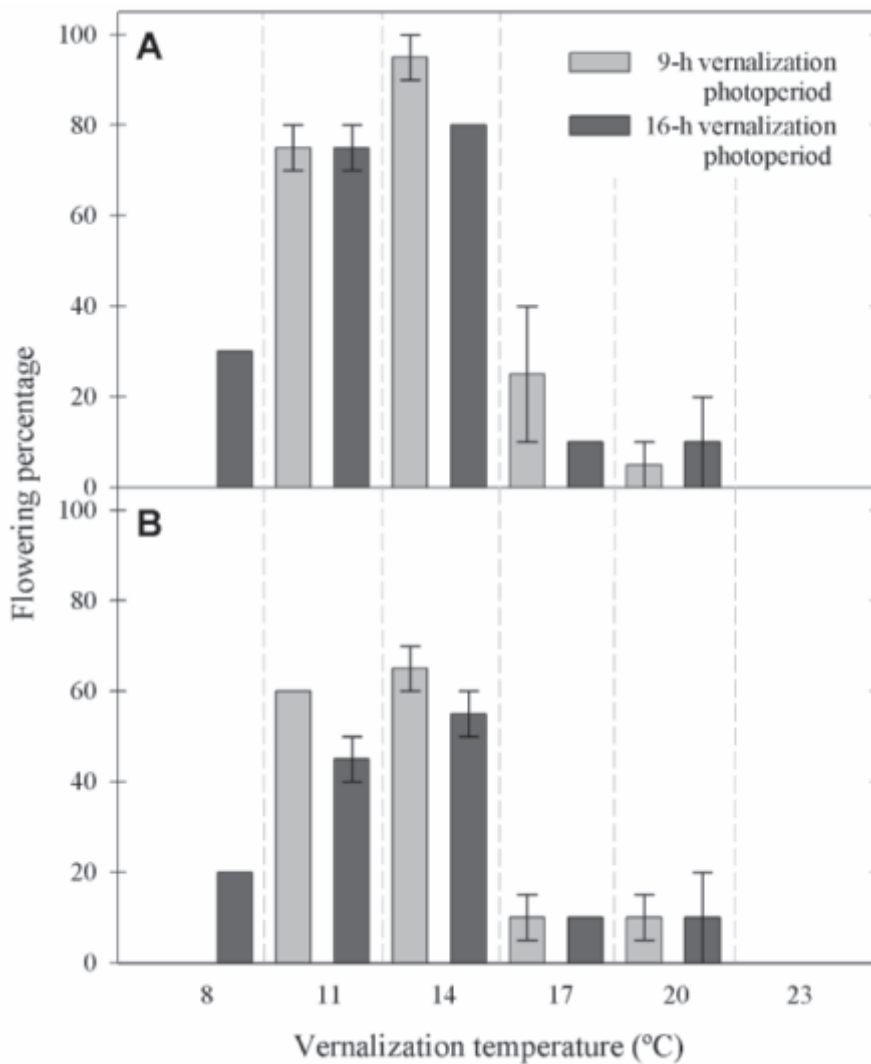 A
100
80
60
40
20
0
9-h vernalization
photoperiod
16-h vernalization
photoperiod
B
100
80
60
40
20
0
Flowering percentage
8 11 14 17 20 23
Vernalization temperature (ºC)